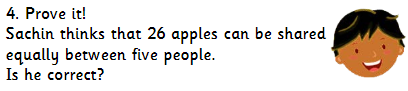 4. Prove it!
Sachin thinks that 26 apples can be shared
equally between five people.
Is he correct?